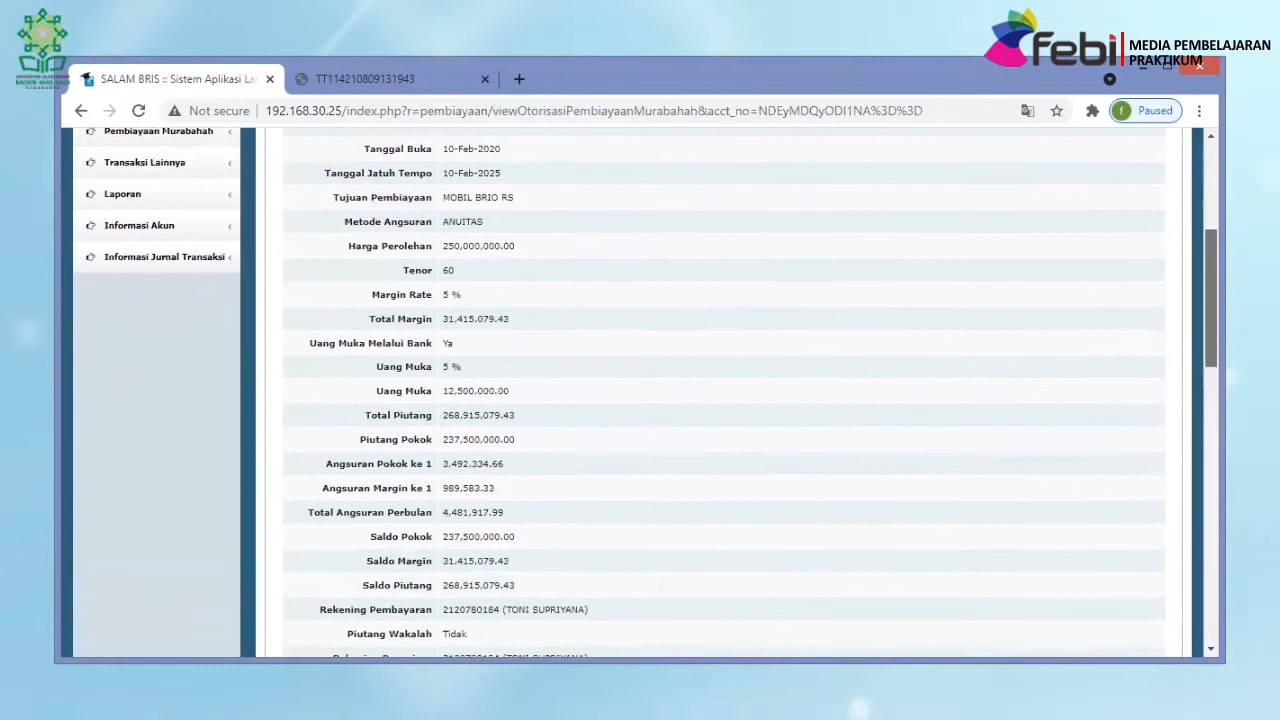 febi MEDIA PEMBELAJARAN
PRAKTIKUM
SALAM BRIS :: Sistem Aplikasi La
TT114210809131943
Not secure 192.168.30.25/index.php?r=pembiayaan/viewOtorisasiPembiayaanMurabahah&acct_no=NDEyMDQyODI1NA%3D%3D
f Paused
Pembiayaan Murabahah
Transaksi Lainnya
Laporan
Informasi Akun
Informasi Jurnal Transaksi
Tanggal Buka 10-Feb-2020
Tanggal Jatuh Tempo 10-Feb-2025
Tujuan Pembiayaan MOBIL BRIO RS
Metode Angsuran ANUITAS
Harga Perolehan 250,000,000.00
Tenor 60
Margin Rate 5 %
Total Margin 31,415,079.43
Uang Muka Melalui Bank Ya
Uang Muka 5 %
Uang Muka 12,500,000.00
Total Piutang 268,915,079.43
Piutang Pokok 237,500,000.00
Angsuran Pokok ke 1 3,492,334.66
Angsuran Margin ke 1 989,583.33
Total Angsuran Perbulan 4,481,917.99
Saldo Pokok 237,500,000.00
Saldo Margin 31,415,079.43
Saldo Piutang 268,915,079.43
Rekening Pembayaran 2120780184 (TONI SUPRIYANA)
Piutang Wakalah Tidak